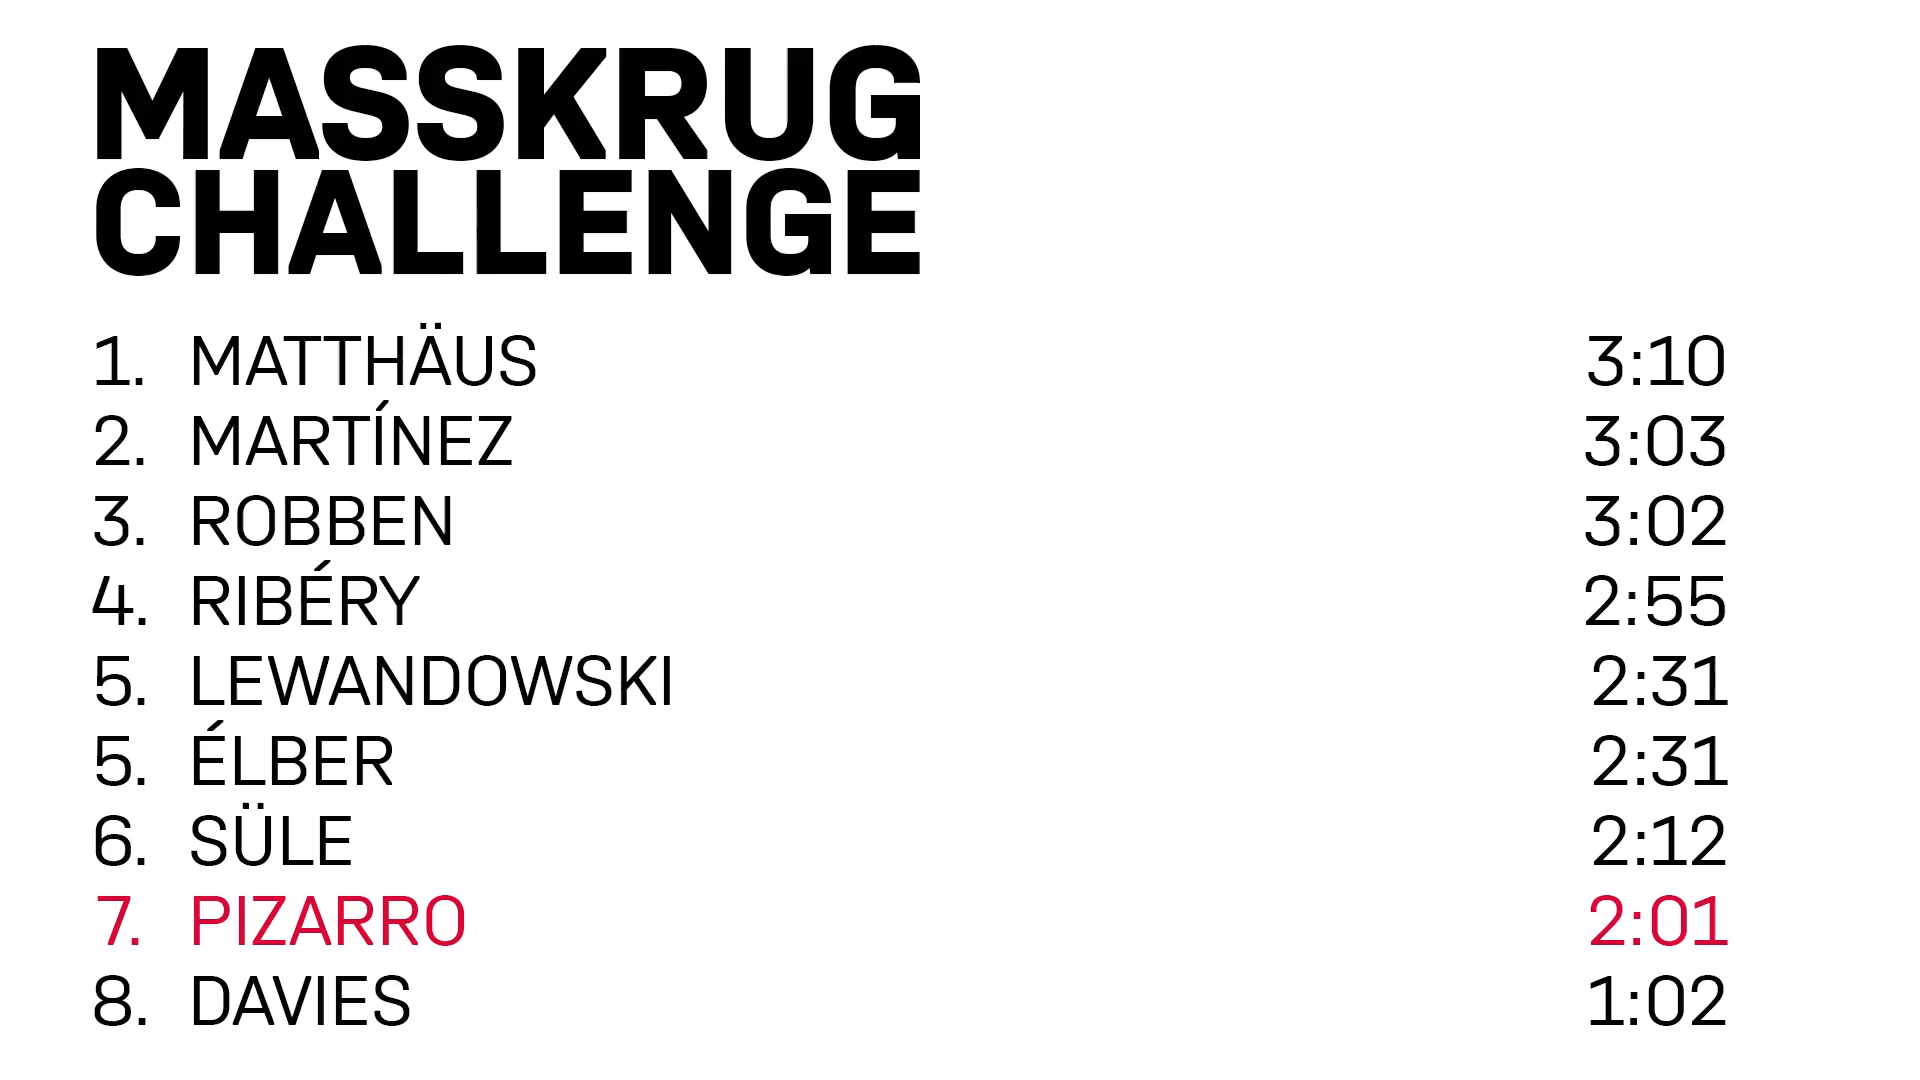 MASSKRUG
CHALLENGE
1. MATTHÄUS 3:10
2. MARTÍNEZ 3:03
3. ROBBEN 3:02
4. RIBÉRY 2:55
5. LEWANDOWSKI 2:31
5. ÉLBER 2:31
6. SÜLE 2:12
7. PIZARRO 2:01
8. DAVIES 1:02